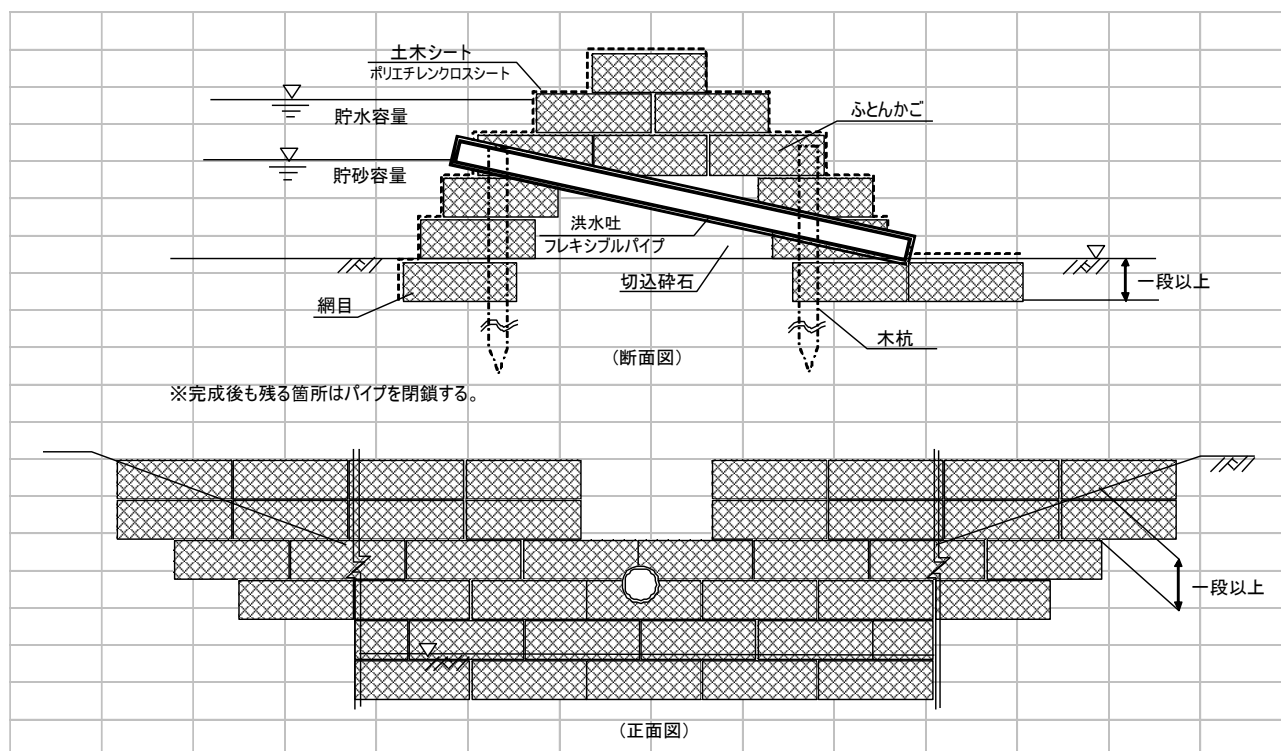 土木シート
ポリエチレンクロスシート
貯水容量
ふとんかご
貯砂容量
洪水吐
フレキシブルパイプ
切込砕石
一段以上
網目
木杭
(断面図)
※完成後も残る箇所はパイプを閉鎖する。
一段以上
(正面図)